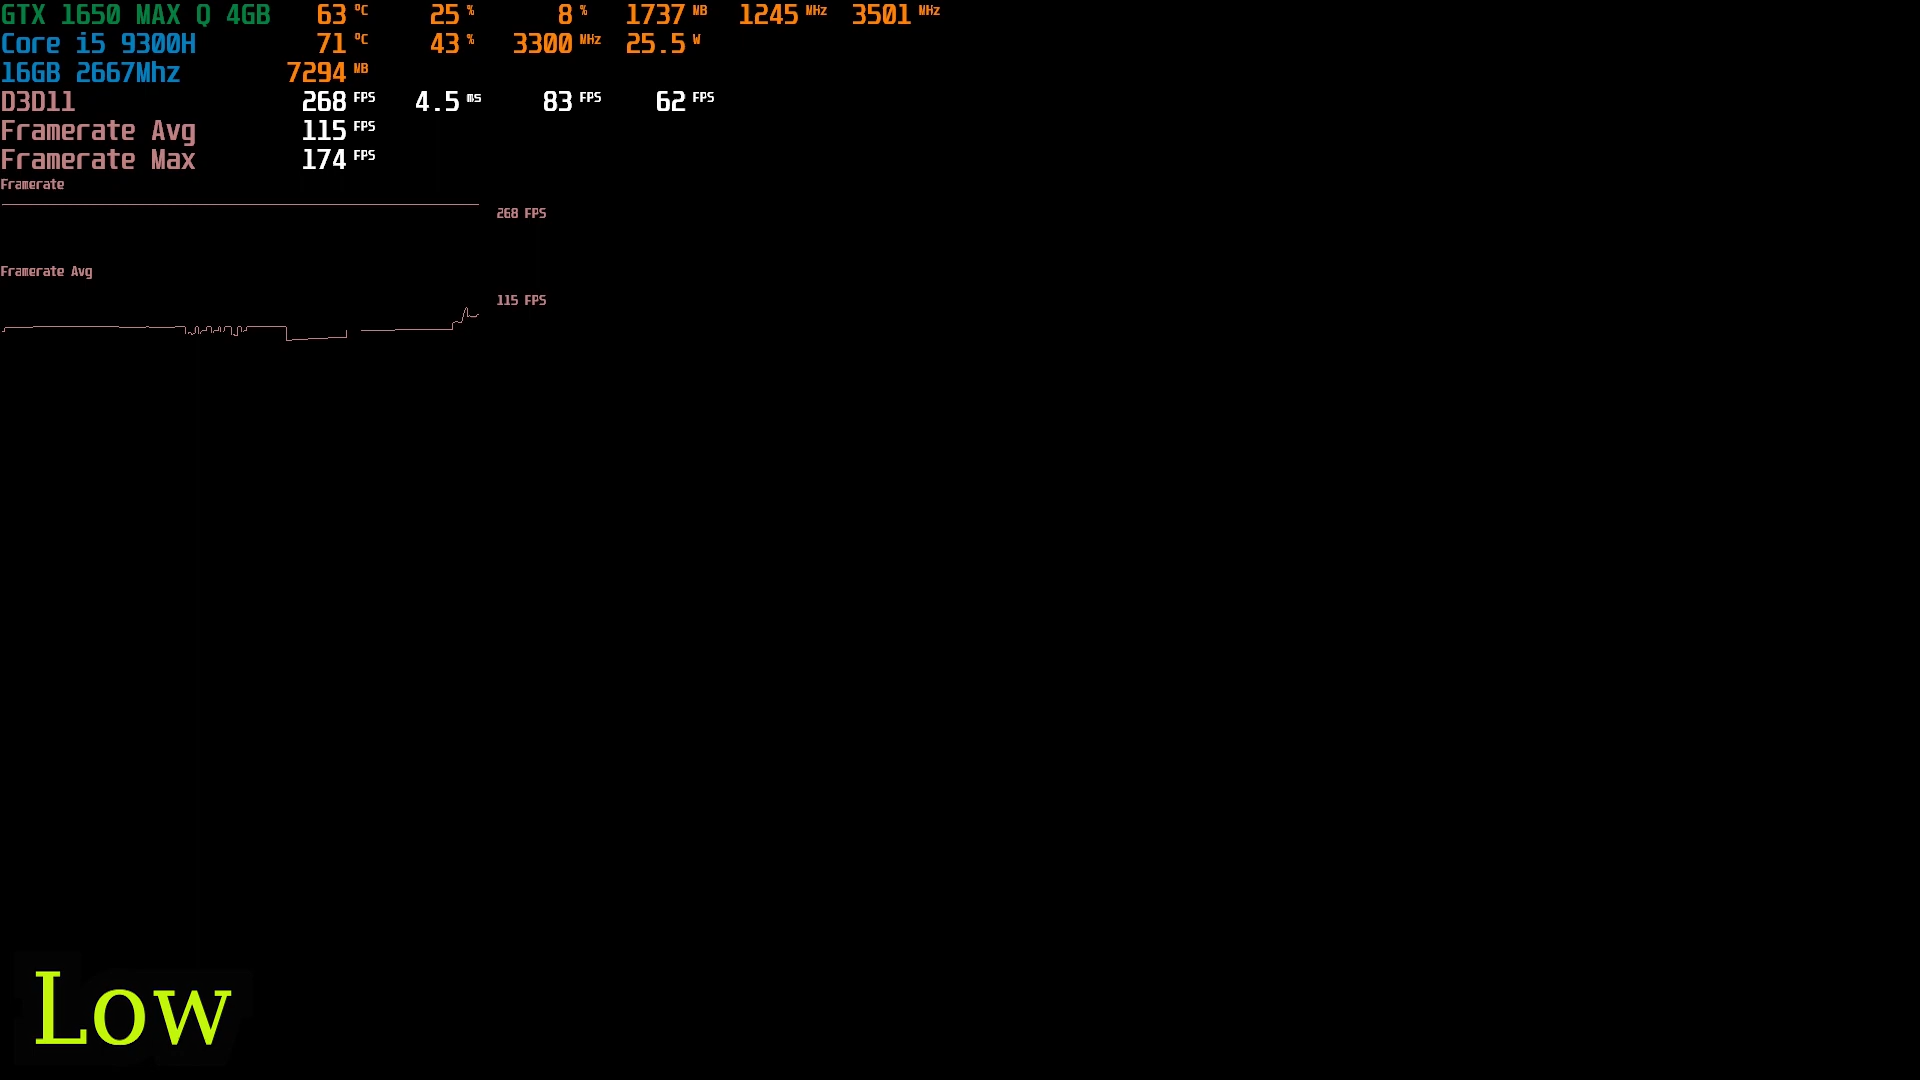 GTX 1650 MAX Q 4GB 63 °C 25 % 8 % 1737 MB 1245 MHz 3501 MHz
Core i5 9300H 71 °C 43 % 3300 MHz 25.5 W
16GB 2667Mhz 7294 MB
D3D11 268 FPS 4.5 ms 83 FPS 62 FPS
Framerate Avg 115 FPS
Framerate Max 174 FPS
Framerate
268 FPS
Framerate Avg
115 FPS
Low